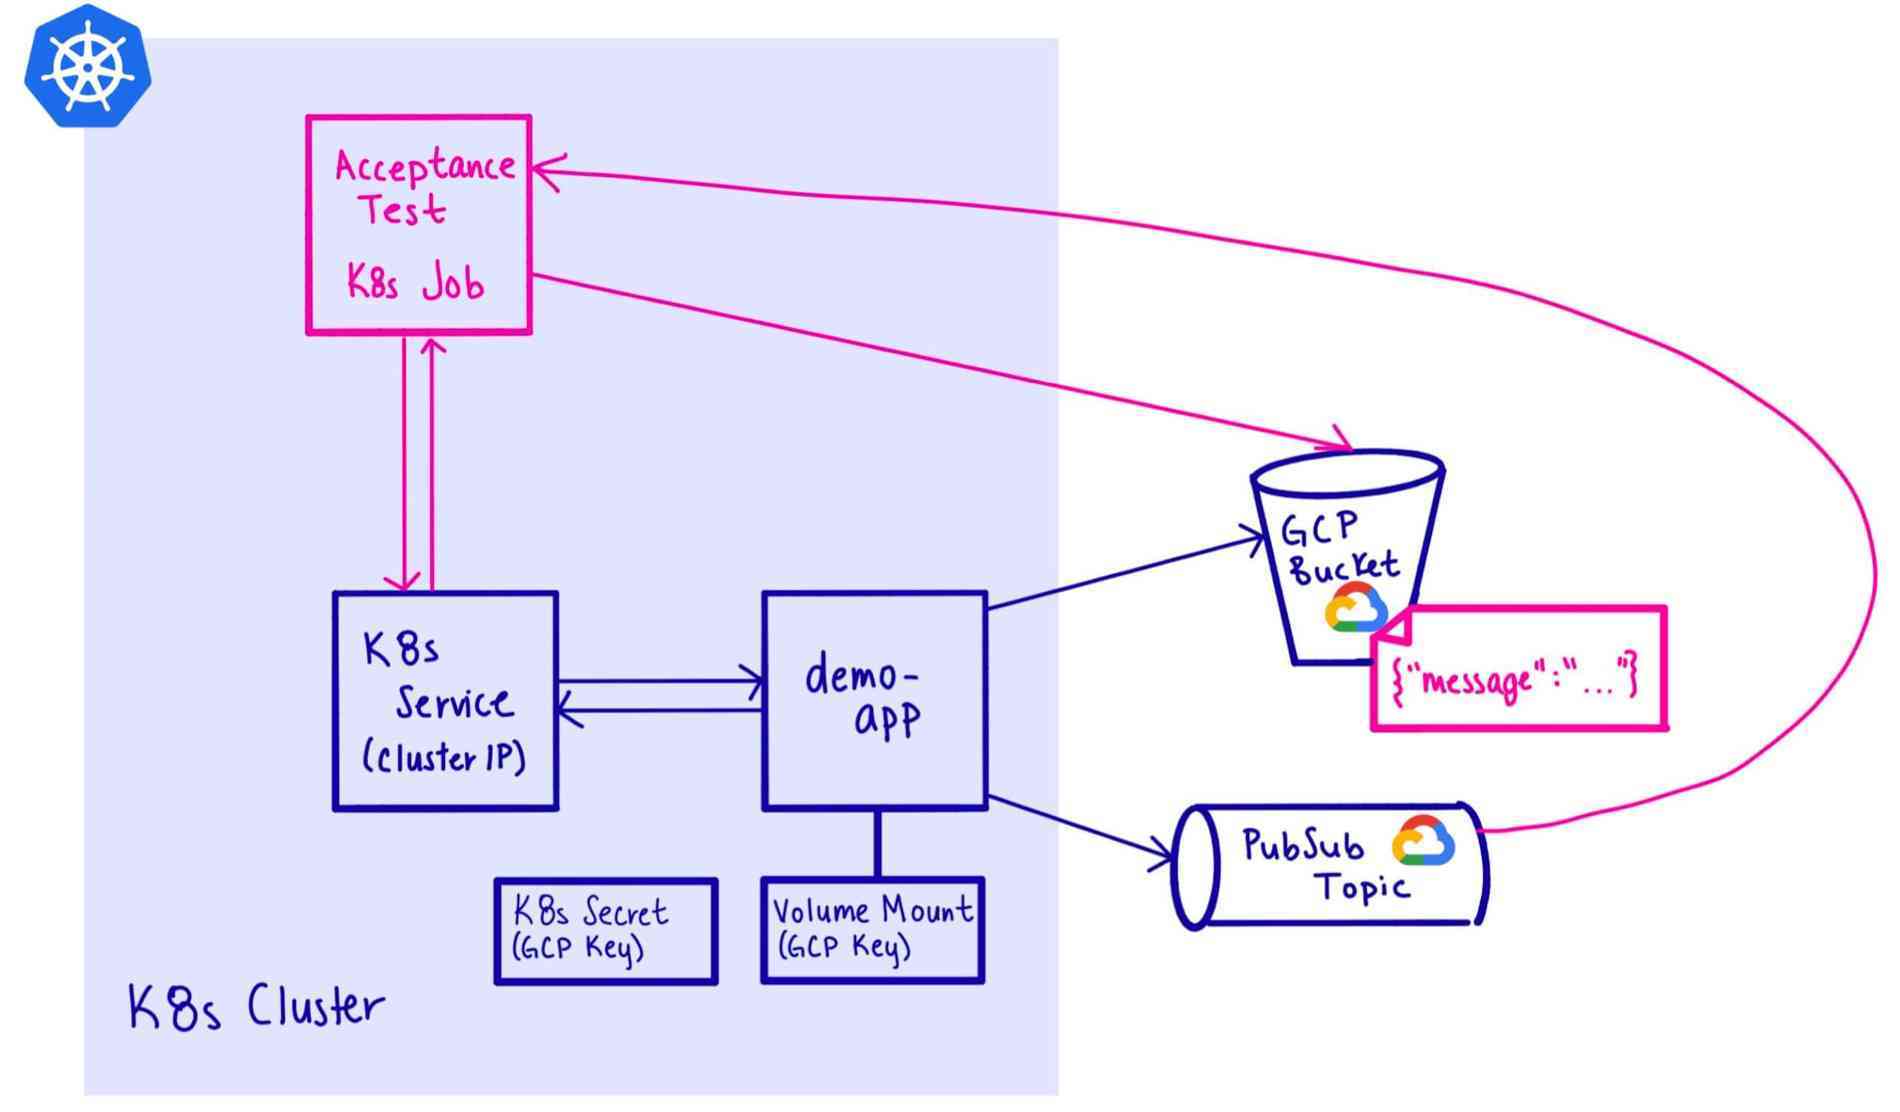 Acceptance
Test
K8s Job
GCP
Bucket
{"message":"..."}
K8s
Service
(Cluster IP)
demo-
app
PubSub
Topic
K8s Secret
(GCP Key)
Volume Mount
(GCP Key)
K8s Cluster